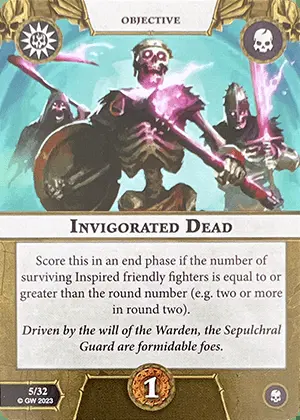 OBJECTIVE
INVIGORATED DEAD
Score this in an end phase if the number of
surviving Inspired friendly fighters is equal to or
greater than the round number (e.g. two or more
in round two).
Driven by the will of the Warden, the Sepulchral
Guard are formidable foes.
5/32
© GW 2023
1